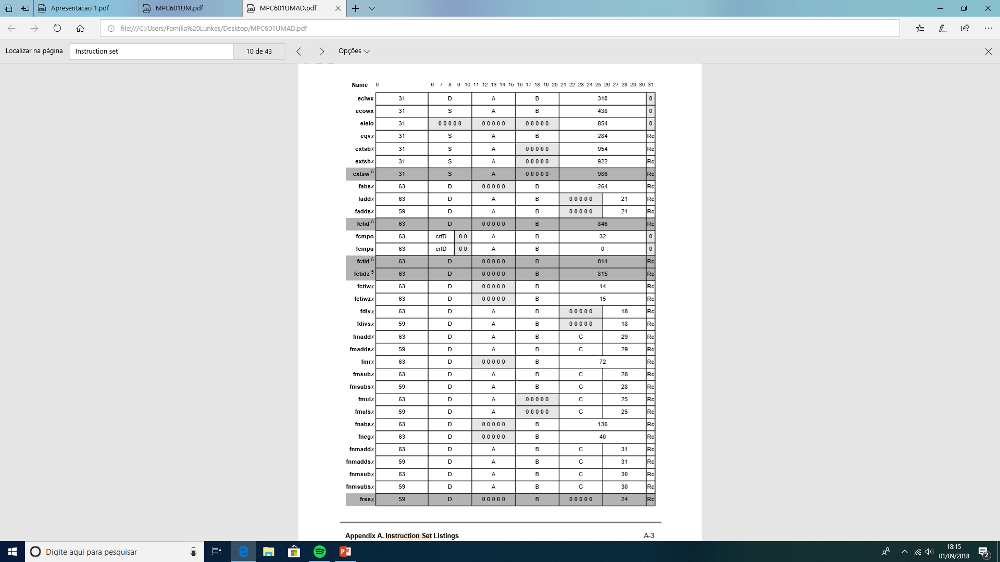 Apresentacao 1.pdf
MPC601UM.pdf
MPC601UMAD.pdf
file:///C:/Users/Família%20Lunkes/Desktop/MPC601UMAD.pdf
Localizar na página
Instruction set
10 de 43
Opções
Name 0 6 7 8 9 10 11 12 13 14 15 16 17 18 19 20 21 22 23 24 25 26 27 28 29 30 31
eciwx 31 D A B 310 0
ecowx 31 S A B 438 0
eieio 31 0 0 0 0 0 0 0 0 0 0 0 0 0 0 0 854 0
eqvx 31 S A B 284 Rc
extsbx 31 S A 0 0 0 0 0 954 Rc
extshx 31 S A 0 0 0 0 0 922 Rc
extsw 5 31 S A 0 0 0 0 0 986 Rc
fabsx 63 D 0 0 0 0 0 B 264 Rc
faddx 63 D A B 0 0 0 0 0 21 Rc
faddsx 59 D A B 0 0 0 0 0 21 Rc
fcfid 5 63 D 0 0 0 0 0 B 846 Rc
fcmpo 63 crfD 0 0 A B 32 0
fcmpu 63 crfD 0 0 A B 0 0
fctid 5 63 D 0 0 0 0 0 B 814 Rc
fctidz 5 63 D 0 0 0 0 0 B 815 Rc
fctiwx 63 D 0 0 0 0 0 B 14 Rc
fctiwzx 63 D 0 0 0 0 0 B 15 Rc
fdivx 63 D A B 0 0 0 0 0 18 Rc
fdivsx 59 D A B 0 0 0 0 0 18 Rc
fmaddx 63 D A B C 29 Rc
fmaddsx 59 D A B C 29 Rc
fmrx 63 D 0 0 0 0 0 B 72 Rc
fmsubx 63 D A B C 28 Rc
fmsubsx 59 D A B C 28 Rc
fmulx 63 D A 0 0 0 0 0 C 25 Rc
fmulsx 59 D A 0 0 0 0 0 C 25 Rc
fnabsx 63 D 0 0 0 0 0 B 136 Rc
fnegx 63 D 0 0 0 0 0 B 40 Rc
fnmaddx 63 D A B C 31 Rc
fnmaddsx 59 D A B C 31 Rc
fnmsubx 63 D A B C 30 Rc
fnmsubsx 59 D A B C 30 Rc
fresx 59 D 0 0 0 0 0 B 0 0 0 0 0 24 Rc
Appendix A. Instruction Set Listings A-3
Digite aqui para pesquisar
18:15
01/09/2018
2